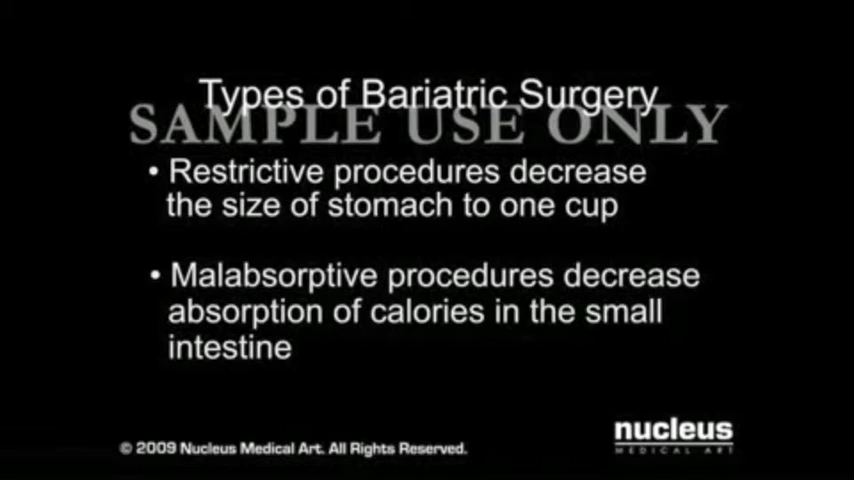 Types of Bariatric Surgery
SAMPLE USE ONLY
• Restrictive procedures decrease
the size of stomach to one cup
• Malabsorptive procedures decrease
absorption of calories in the small
intestine
© 2009 Nucleus Medical Art. All Rights Reserved.
nucleus
MEDICAL ART